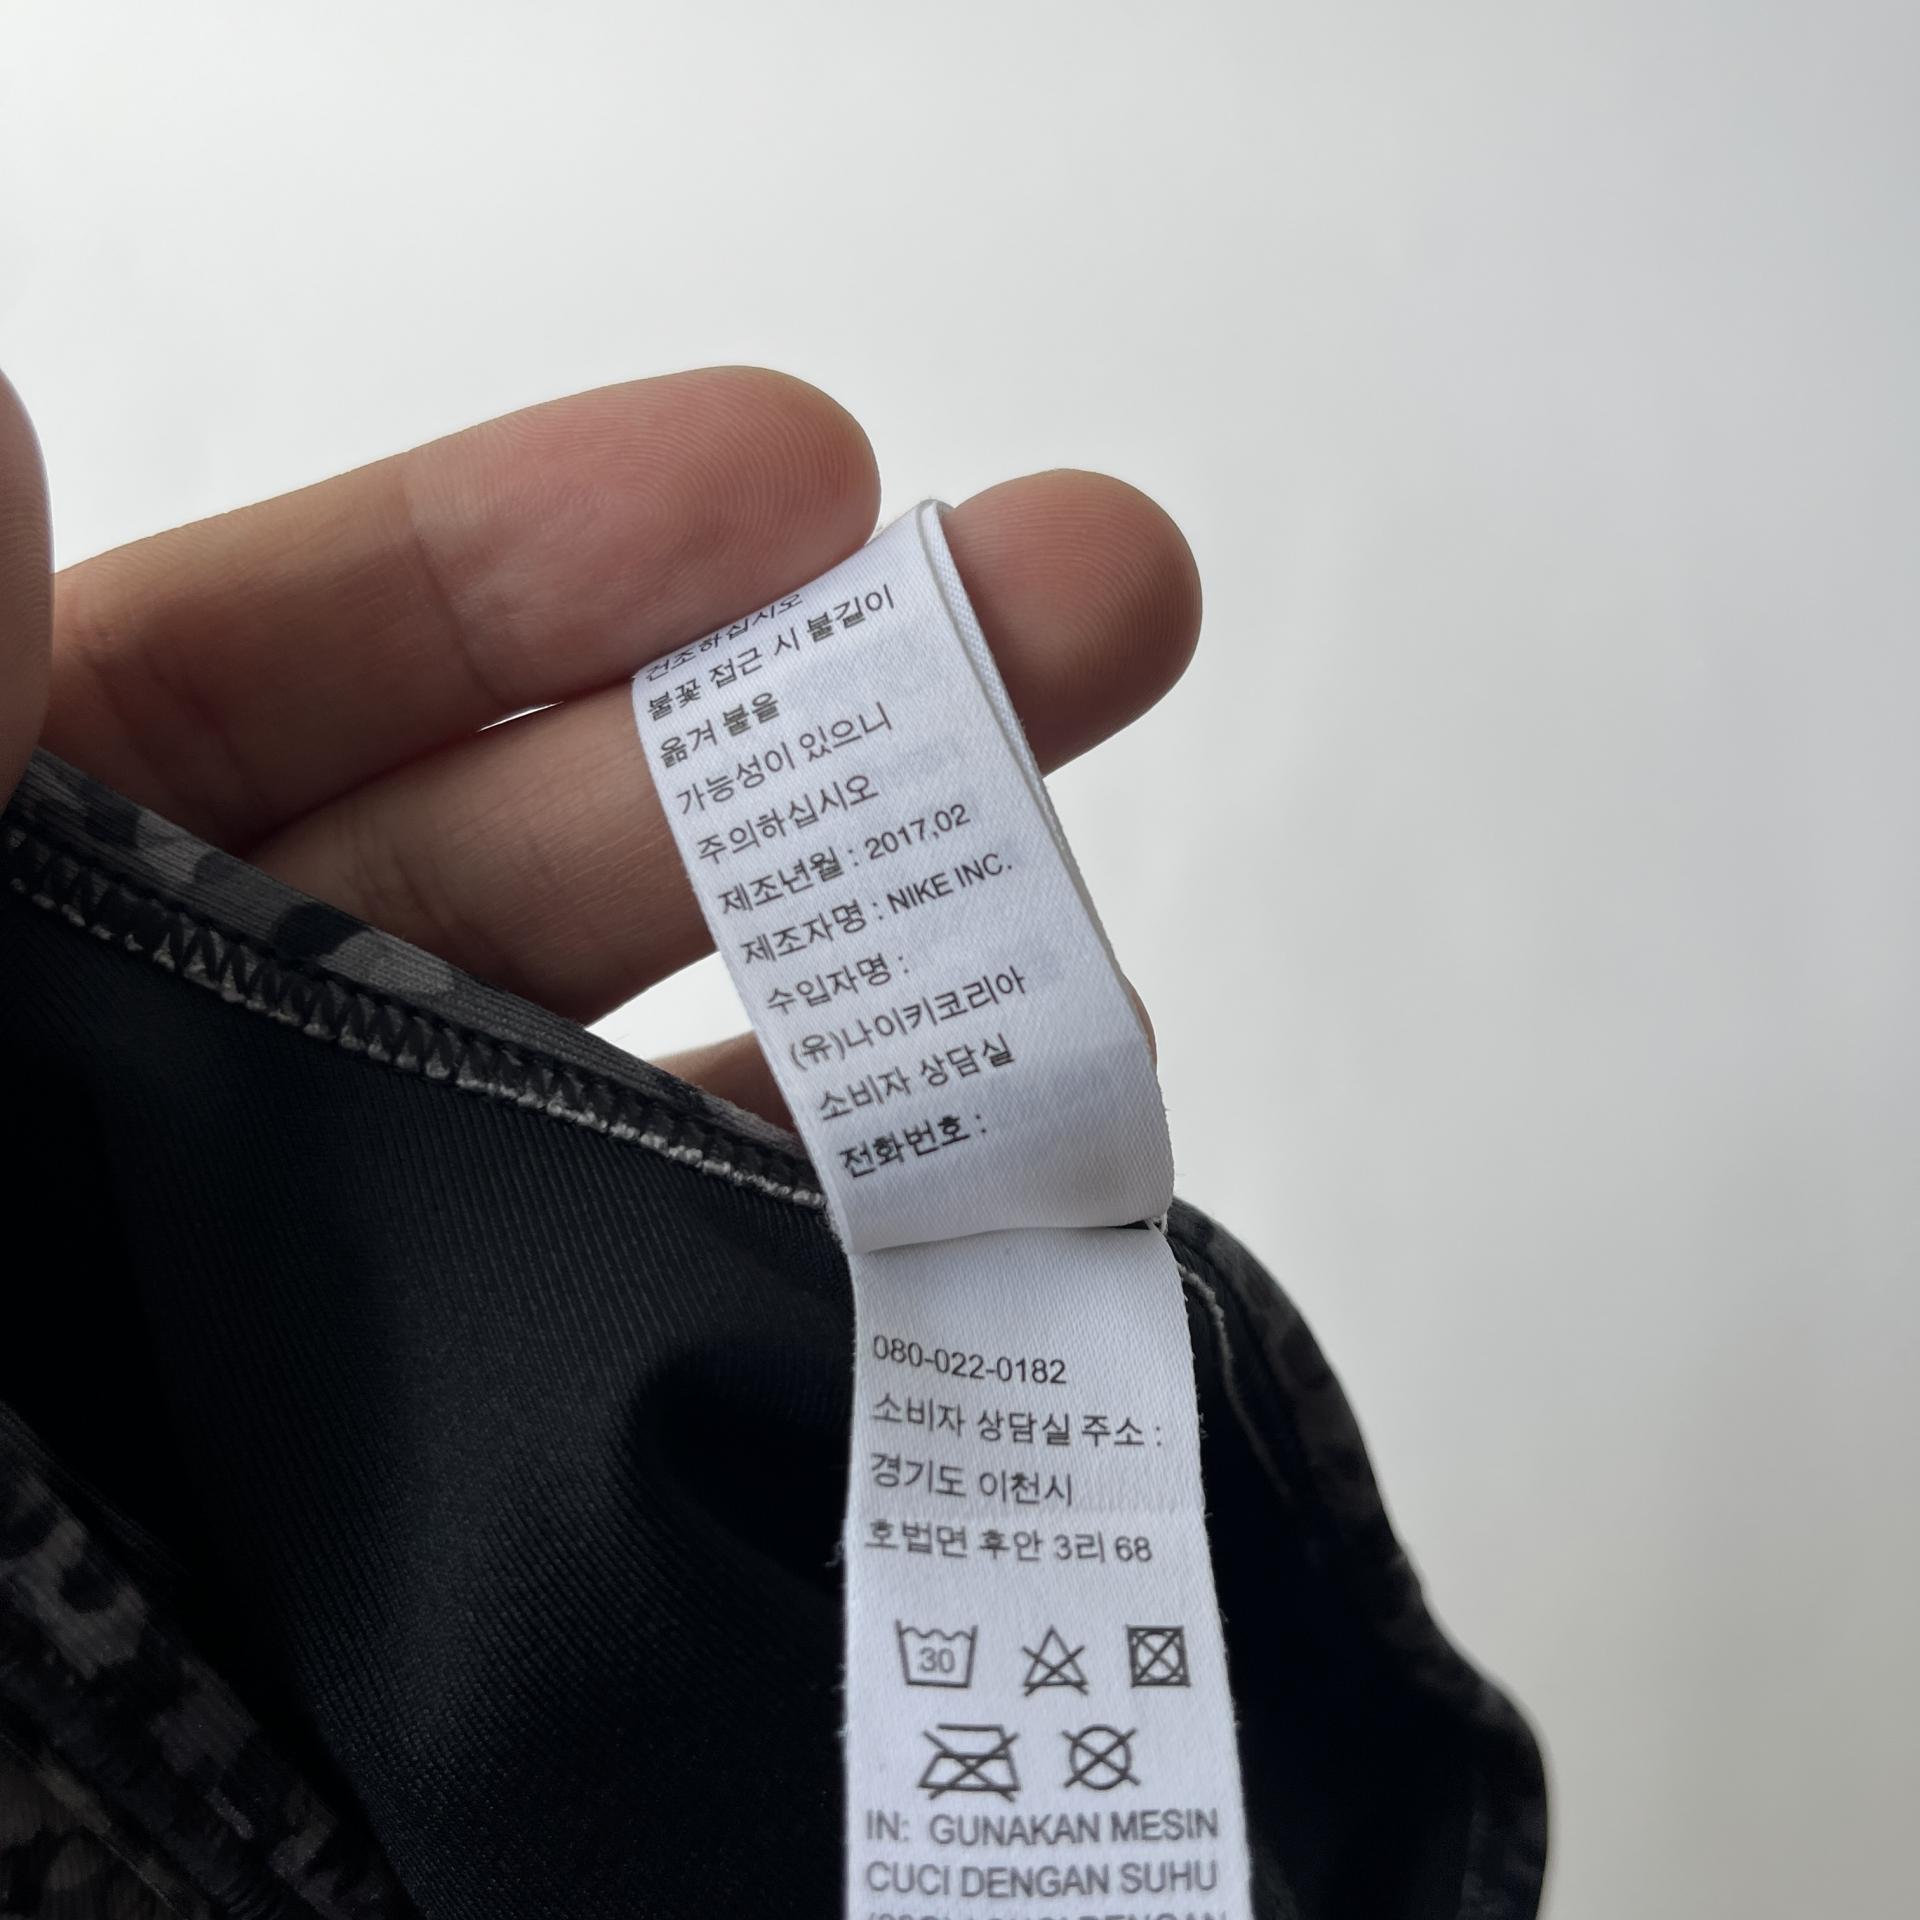 건조하십시오
불꽃 접근 시 불길이
옮겨 붙을
가능성이 있으니
주의하십시오
제조년월 : 2017.02
제조자명 : NIKE INC.
수입자명 :
(유)나이키코리아
소비자 상담실
전화번호 :
080-022-0182
소비자 상담실 주소 :
경기도 이천시
호법면 후안 3리 68
30
IN: GUNAKAN MESIN
CUCI DENGAN SUHU